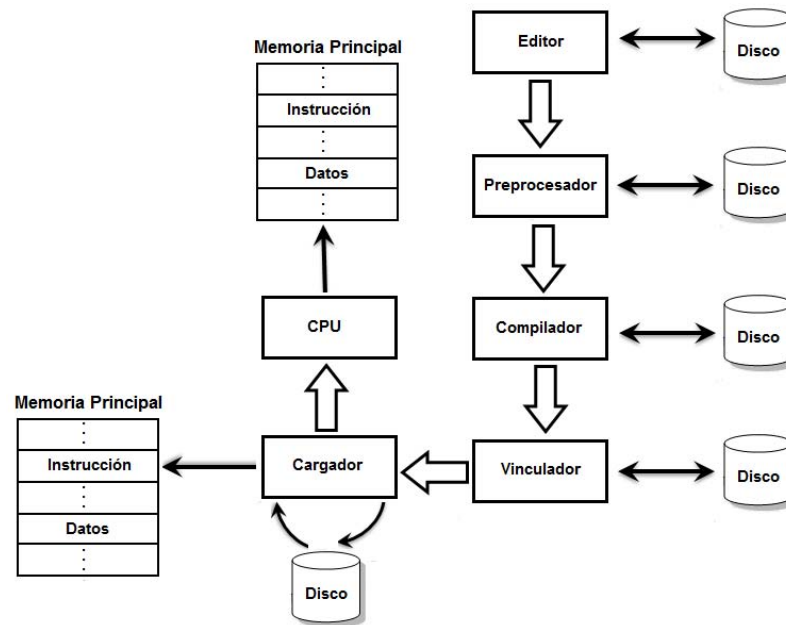 Editor
Disco
Memoria Principal
Instrucción
Datos
Preprocesador
Disco
CPU
Compilador
Disco
Memoria Principal
Instrucción
Datos
Cargador
Vinculador
Disco
Disco